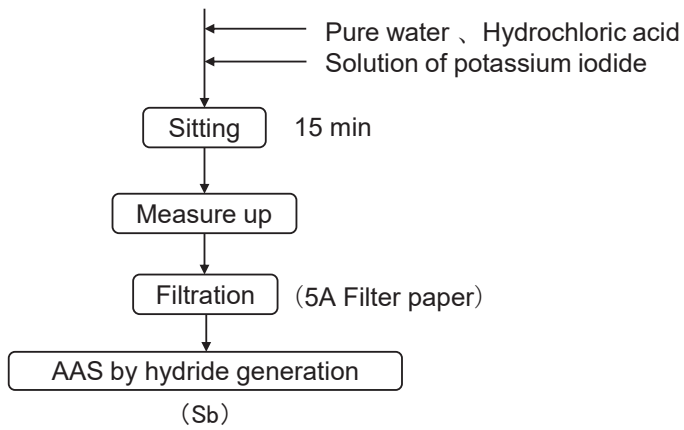 Pure water 、Hydrochloric acid
Solution of potassium iodide
Sitting 15 min
Measure up
Filtration （5A Filter paper）
AAS by hydride generation
（Sb）